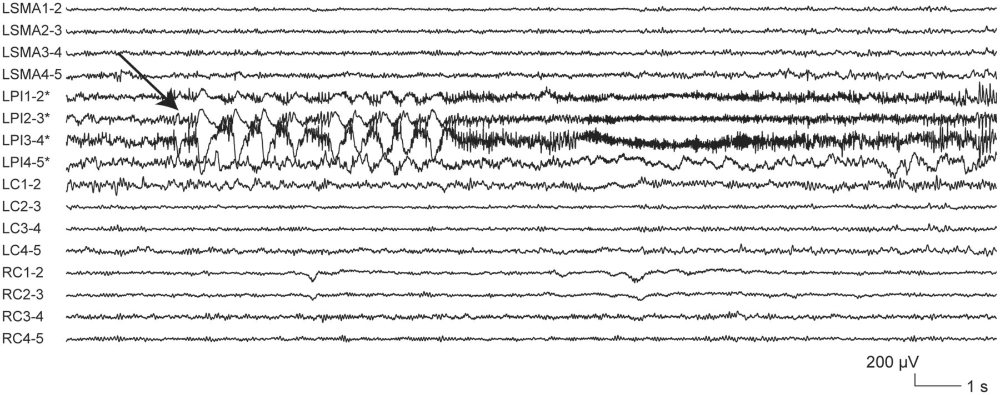 LSMA1-2
LSMA2-3
LSMA3-4
LSMA4-5
LPI1-2*
LPI2-3*
LPI3-4*
LPI4-5*
LC1-2
LC2-3
LC3-4
LC4-5
RC1-2
RC2-3
RC3-4
RC4-5
200 µV
1 s